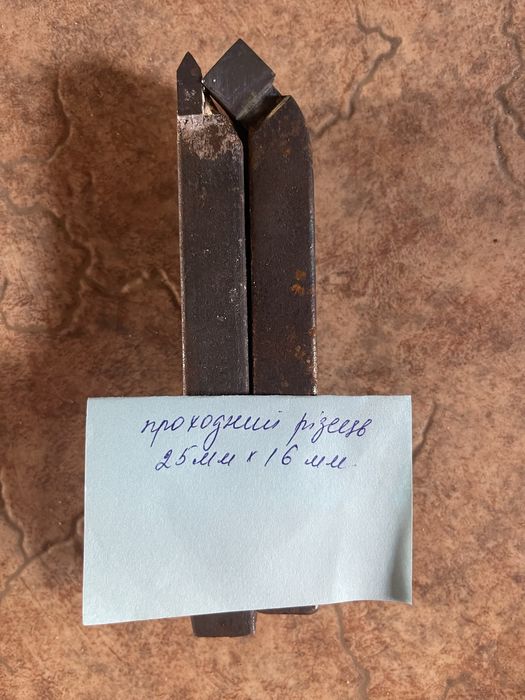 проходний різець
25мм х 16 мм.